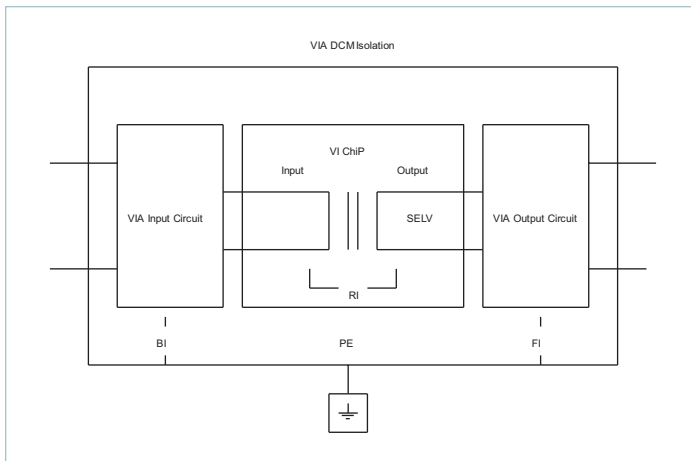 VIA DCM Isolation
VI ChiP
Input
Output
VIA Input Circuit
SELV
VIA Output Circuit
RI
BI
PE
FI